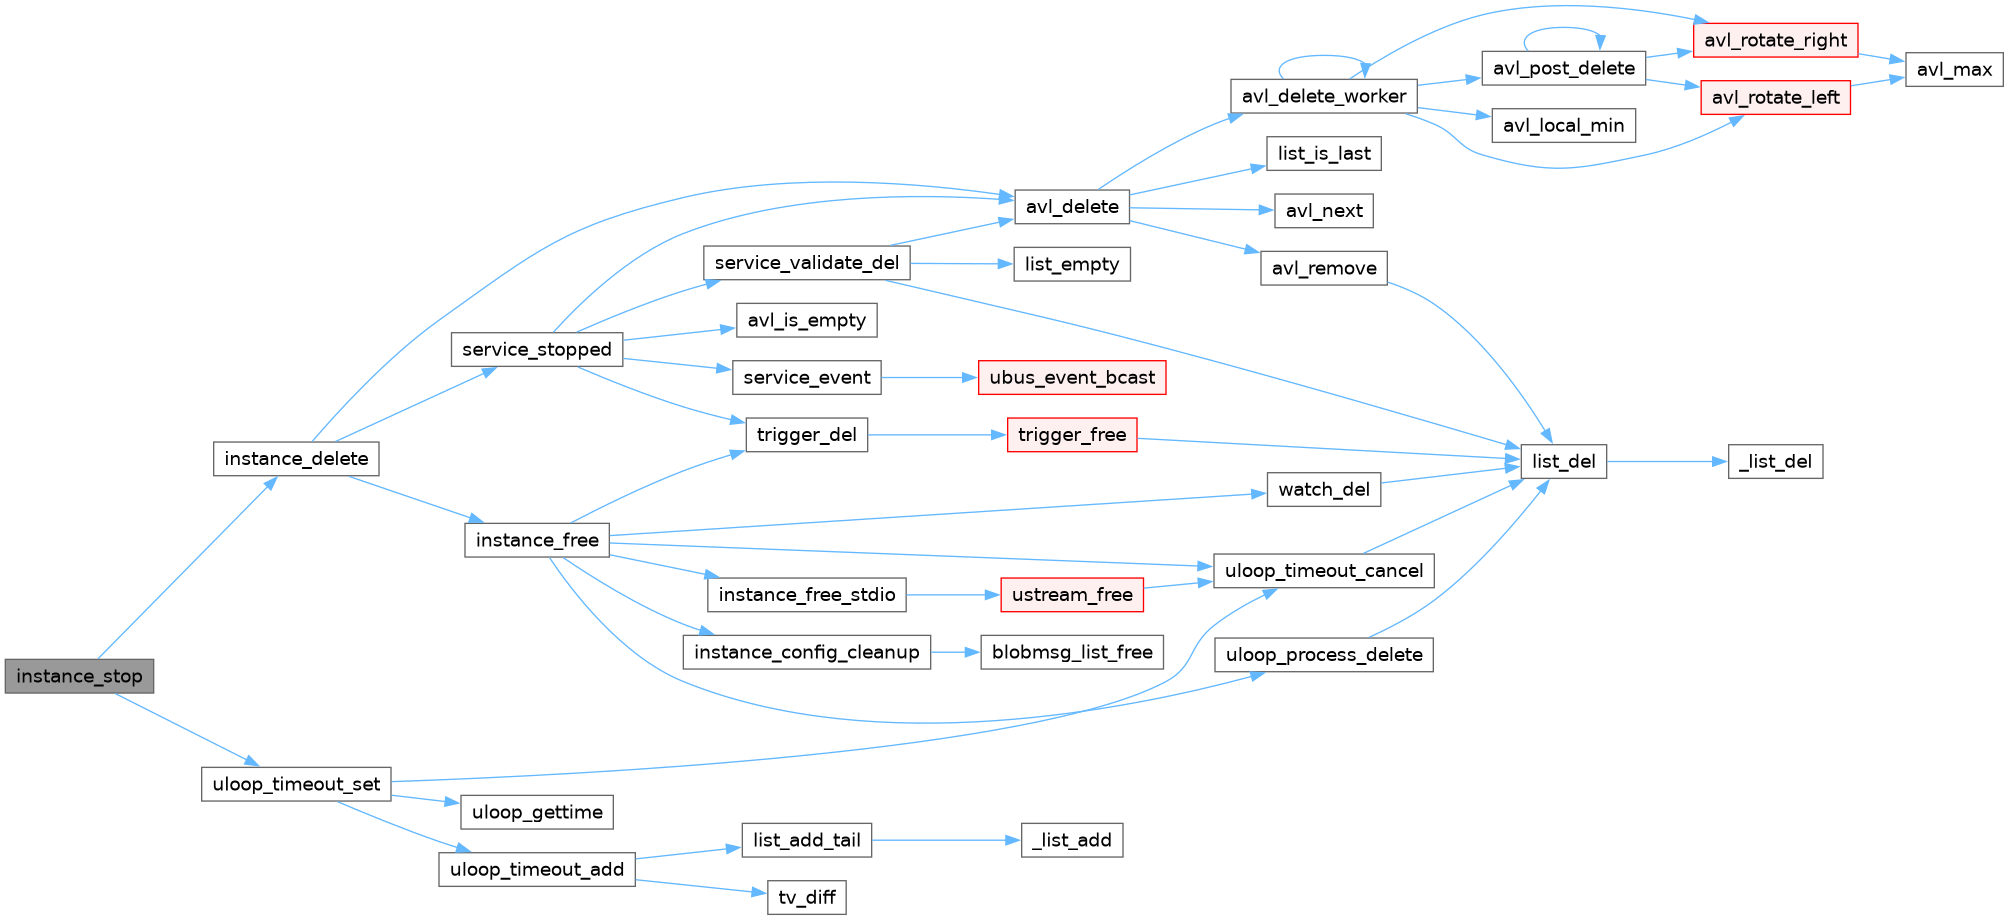 instance_stop
instance_delete
uloop_timeout_set
service_stopped
instance_free
uloop_gettime
uloop_timeout_add
service_validate_del
avl_is_empty
service_event
trigger_del
instance_free_stdio
instance_config_cleanup
list_add_tail
tv_diff
avl_delete
list_empty
ubus_event_bcast
trigger_free
ustream_free
blobmsg_list_free
_list_add
avl_delete_worker
list_is_last
avl_next
avl_remove
watch_del
uloop_timeout_cancel
uloop_process_delete
avl_post_delete
avl_local_min
list_del
avl_rotate_right
avl_rotate_left
_list_del
avl_max